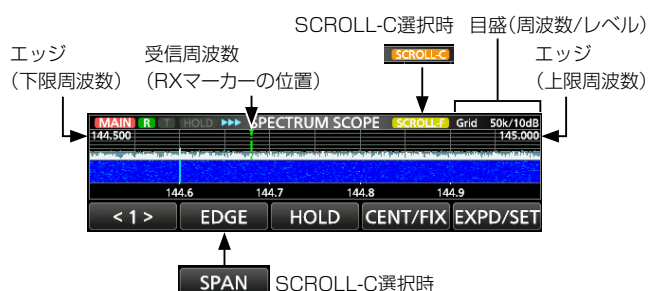 SCROLL-C選択時
目盛(周波数/レベル)
エッジ
(下限周波数)
受信周波数
(RXマーカーの位置)
SCROLL-C
エッジ
(上限周波数)
MAIN R T HOLD SPECTRUM SCOPE SCROLL-F Grid 50k/10dB
144.500 145.000
144.6 144.7 144.8 144.9
< 1 > EDGE HOLD CENT/FIX EXPD/SET
SPAN SCROLL-C選択時